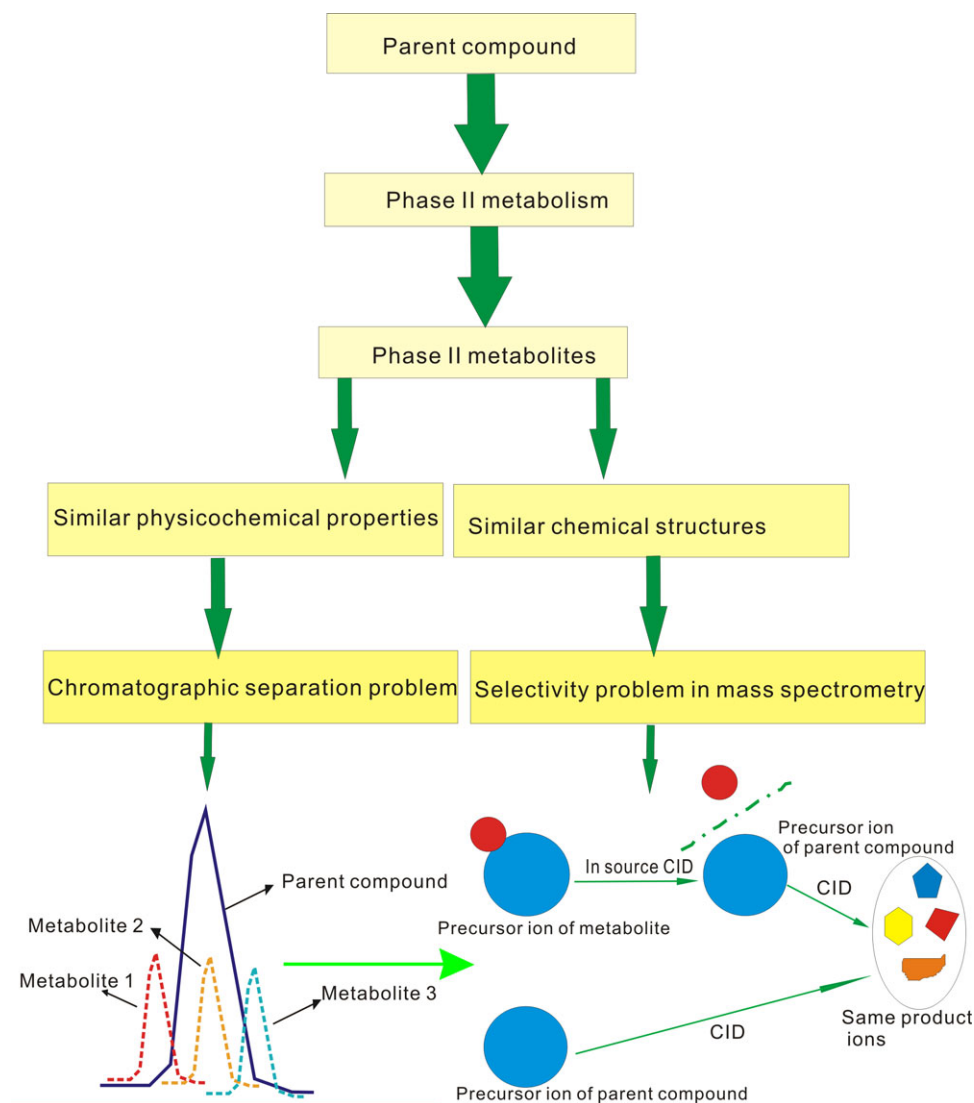 Parent compound
Phase II metabolism
Phase II metabolites
Similar physicochemical properties
Similar chemical structures
Chromatographic separation problem
Selectivity problem in mass spectrometry
Parent compound
Metabolite 2
Metabolite 1
Metabolite 3
Precursor ion
of parent compound
In source CID
CID
Precursor ion of metabolite
CID
Same product
ions
Precursor ion of parent compound